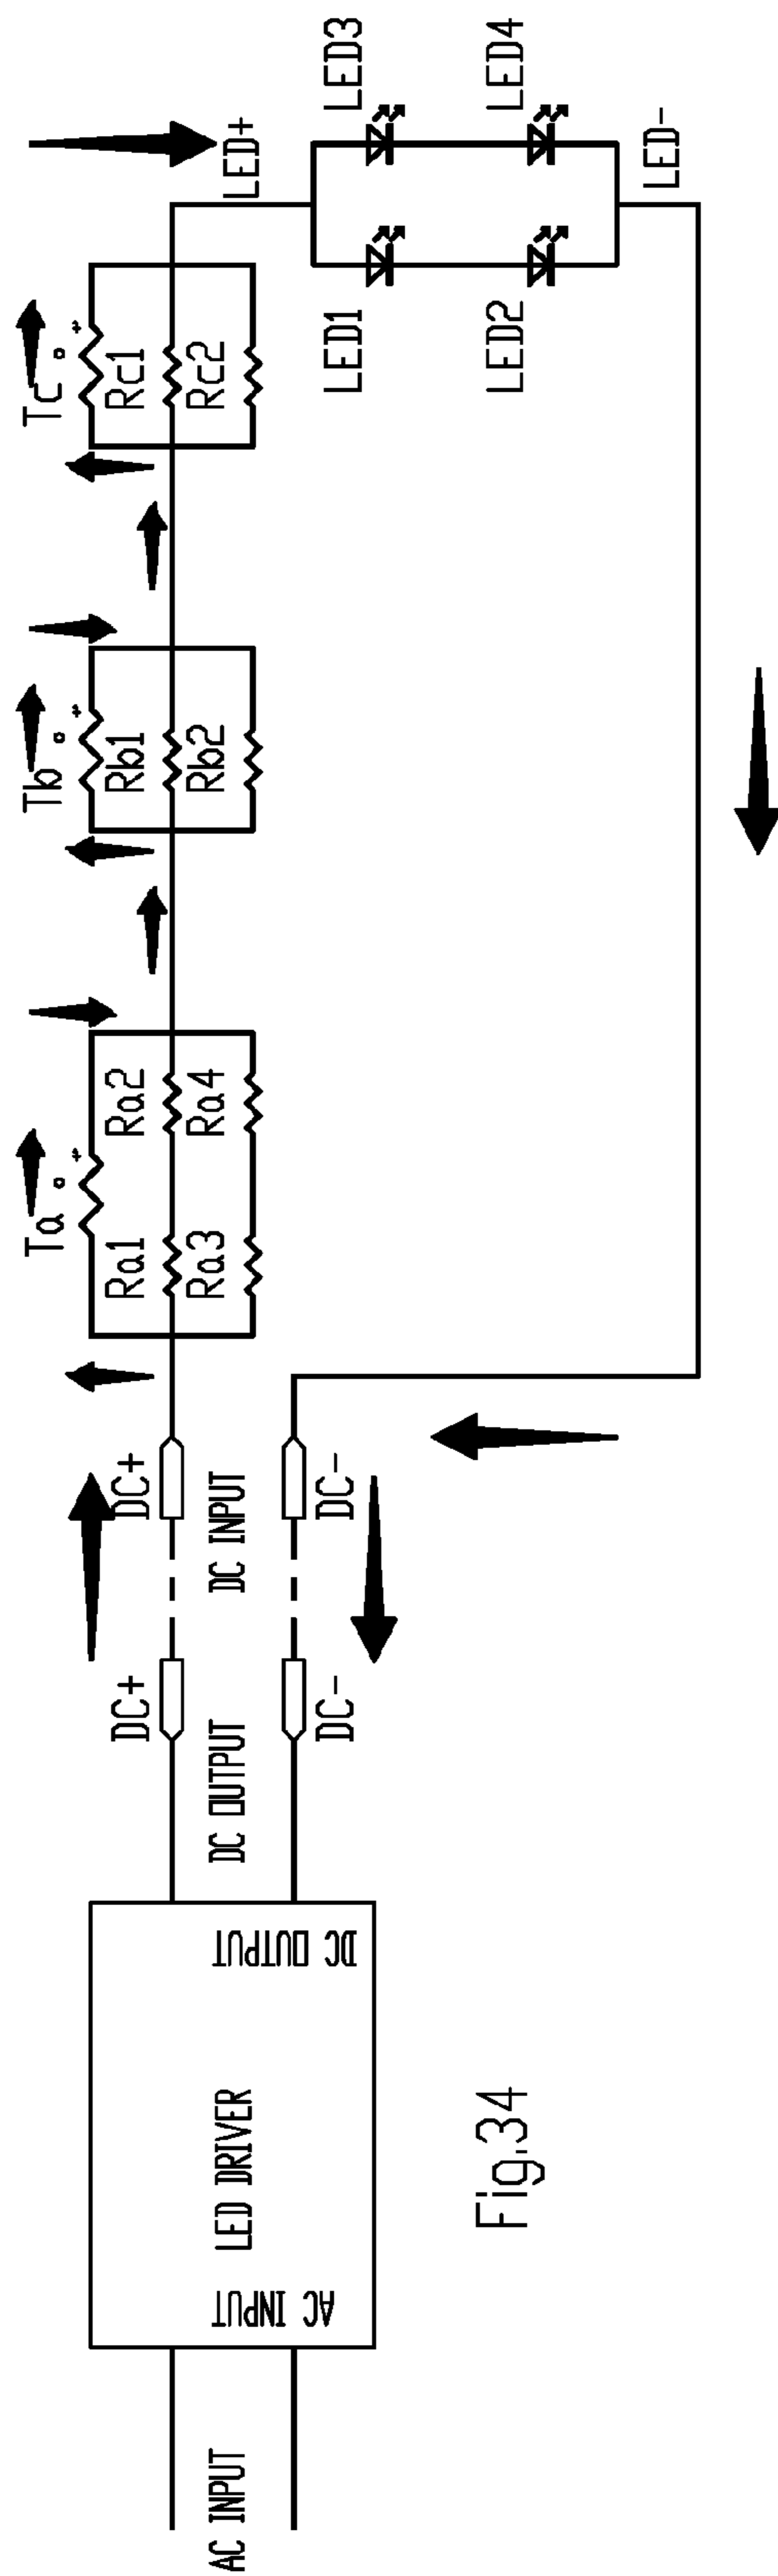 AC INPUT
AC INPUT
LED DRIVER
DC OUTPUT
DC OUTPUT
DC+
DC-
DC INPUT
DC+
DC-
Ta ° +
Ra1
Ra2
Ra3
Ra4
Tb ° +
Rb1
Rb2
Tc ° +
Rc1
Rc2
LED+
LED1
LED3
LED2
LED4
LED-
Fig.34